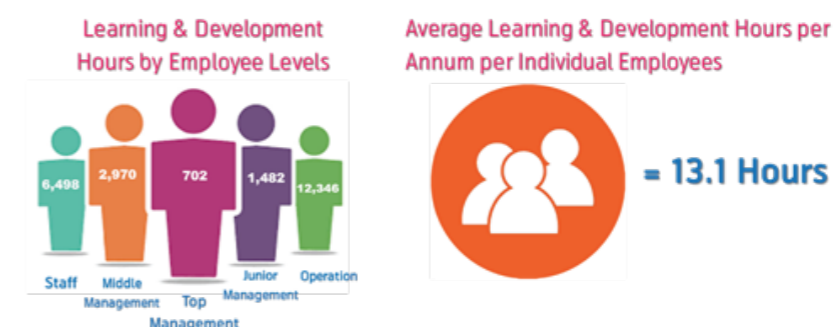 Learning & Development
Hours by Employee Levels
6,498
2,970
702
1,482
12,346
Staff
Middle
Management
Top
Management
Junior
Management
Operation
Average Learning & Development Hours per
Annum per Individual Employees
= 13.1 Hours